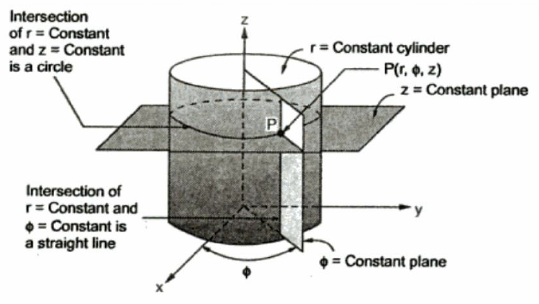 Intersection
of r = Constant
and z = Constant
is a circle
z
r = Constant cylinder
P(r, ϕ, z)
z = Constant plane
P
Intersection of
r = Constant and
ϕ = Constant is
a straight line
y
ϕ
ϕ = Constant plane
x